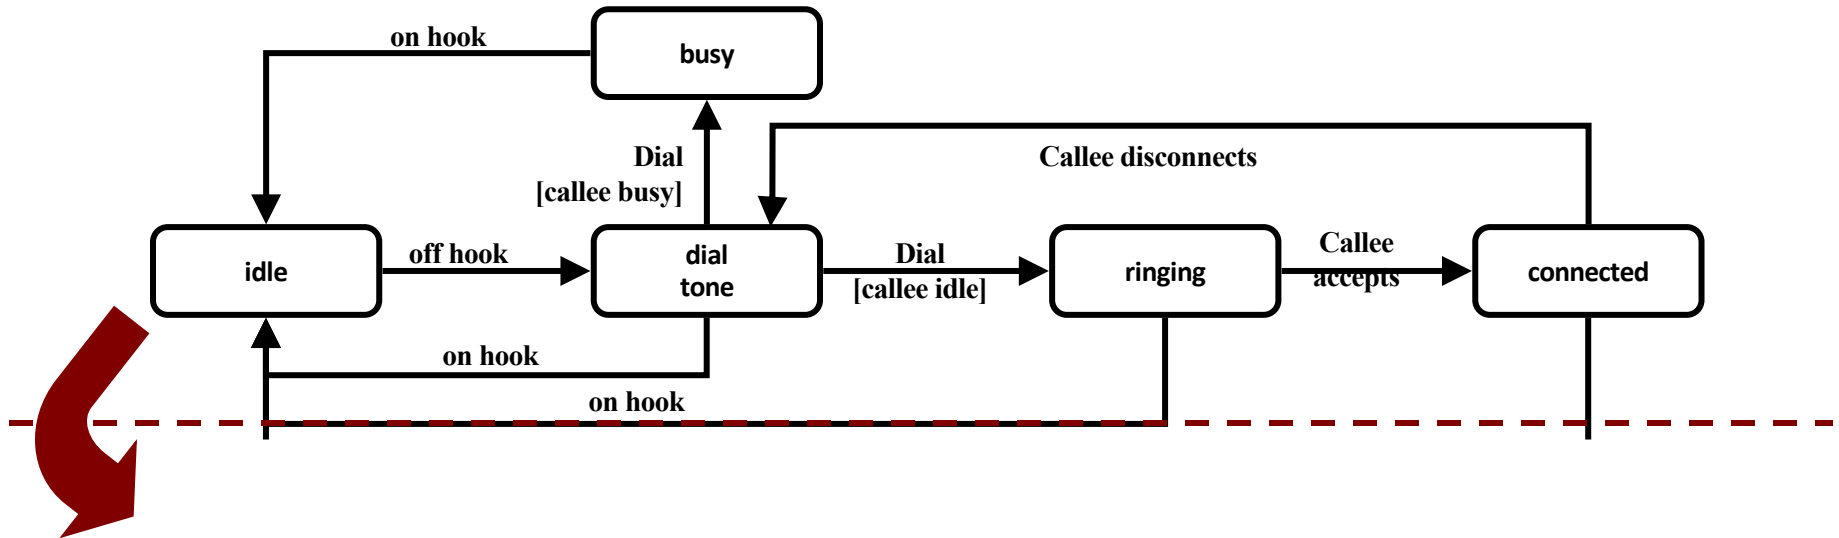 on hook
busy
Dial
[callee busy]
Callee disconnects
idle
off hook
dial
tone
Dial
[callee idle]
ringing
Callee
accepts
connected
on hook
on hook